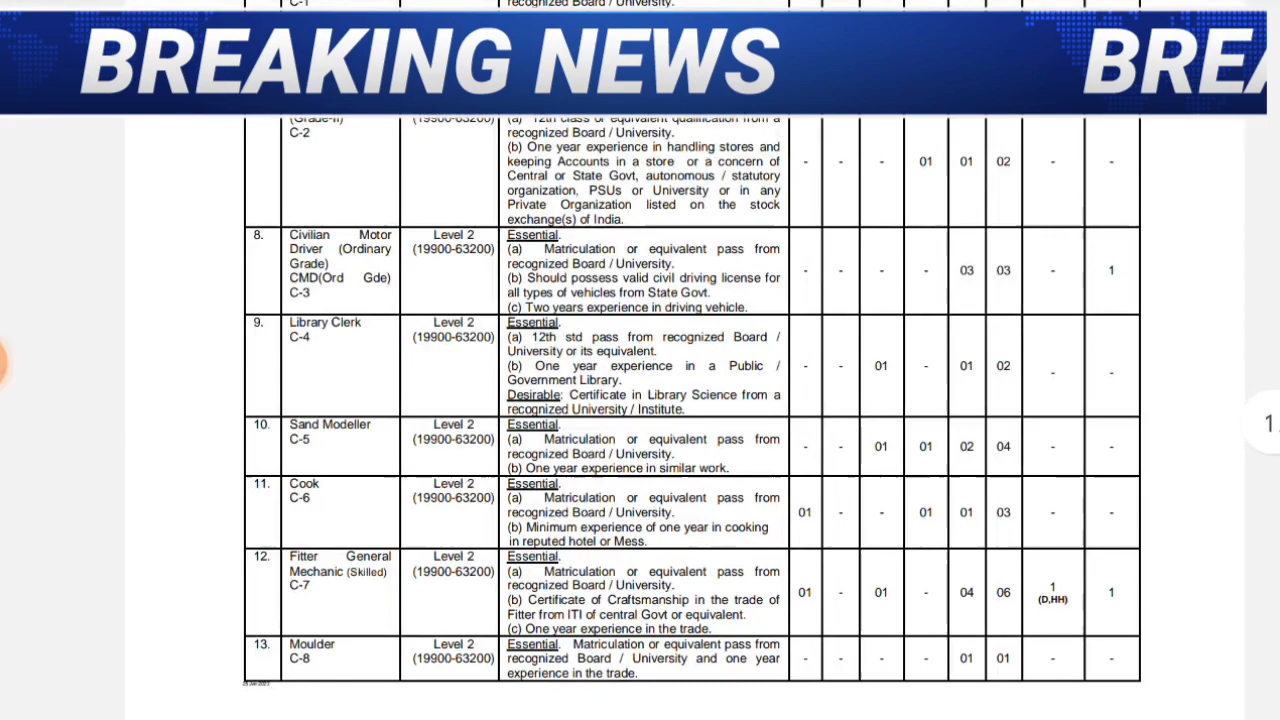 C-1
recognized Board / University.
BREAKING NEWS
BREA
(Grade-II)
C-2
(19900-63200)
(a) 12th class or equivalent qualification from a
recognized Board / University.
(b) One year experience in handling stores and
keeping Accounts in a store or a concern of
Central or State Govt, autonomous / statutory
organization, PSUs or University or in any
Private Organization listed on the stock
exchange(s) of India.
- - - 01 01 02 - -
8.
Civilian Motor
Driver (Ordinary
Grade)
CMD(Ord Gde)
C-3
Level 2
(19900-63200)
Essential.
(a) Matriculation or equivalent pass from
recognized Board / University.
(b) Should possess valid civil driving license for
all types of vehicles from State Govt.
(c) Two years experience in driving vehicle.
- - - - 03 03 - 1
9.
Library Clerk
C-4
Level 2
(19900-63200)
Essential.
(a) 12th std pass from recognized Board /
University or its equivalent.
(b) One year experience in a Public /
Government Library.
Desirable: Certificate in Library Science from a
recognized University / Institute.
- - 01 - 01 02 - -
10.
Sand Modeller
C-5
Level 2
(19900-63200)
Essential.
(a) Matriculation or equivalent pass from
recognized Board / University.
(b) One year experience in similar work.
- - 01 01 02 04 - -
11.
Cook
C-6
Level 2
(19900-63200)
Essential.
(a) Matriculation or equivalent pass from
recognized Board / University.
(b) Minimum experience of one year in cooking
in reputed hotel or Mess.
01 - - 01 01 03 - -
12.
Fitter General
Mechanic (Skilled)
C-7
Level 2
(19900-63200)
Essential.
(a) Matriculation or equivalent pass from
recognized Board / University.
(b) Certificate of Craftsmanship in the trade of
Fitter from ITI of central Govt or equivalent.
(c) One year experience in the trade.
01 - 01 - 04 06 1 1
(D,HH)
13.
Moulder
C-8
Level 2
(19900-63200)
Essential. Matriculation or equivalent pass from
recognized Board / University and one year
experience in the trade.
- - - - 01 01 - -